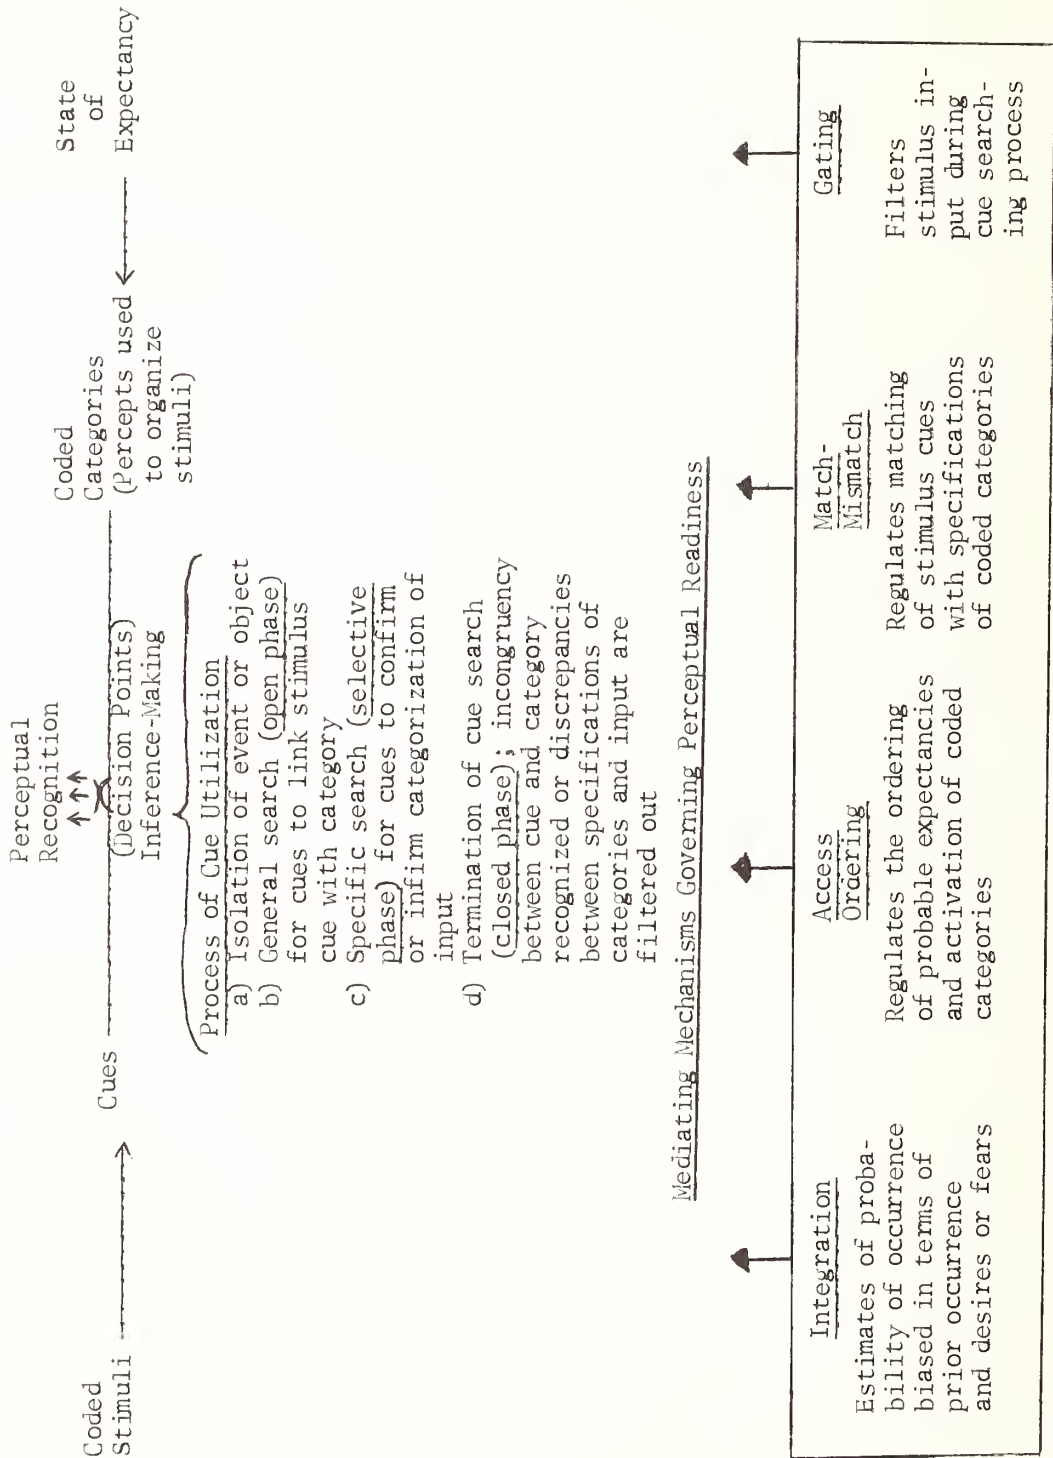 Perceptual
Recognition
Coded
Stimuli
Cues
(Decision Points)
Inference-Making
Coded
Categories
(Percepts used
to organize
stimuli)
State
of
Expectancy
Process of Cue Utilization
a) Isolation of event or object
b) General search (open phase)
for cues to link stimulus
cue with category
c) Specific search (selective
phase) for cues to confirm
or infirm categorization of
input
d) Termination of cue search
(closed phase); incongruency
between cue and category
recognized or discrepancies
between specifications of
categories and input are
filtered out
Mediating Mechanisms Governing Perceptual Readiness
Integration
Estimates of proba-
bility of occurrence
biased in terms of
prior occurrence
and desires or fears
Access
Ordering
Regulates the ordering
of probable expectancies
and activation of coded
categories
Match-
Mismatch
Regulates matching
of stimulus cues
with specifications
of coded categories
Gating
Filters
stimulus in-
put during
cue search-
ing process